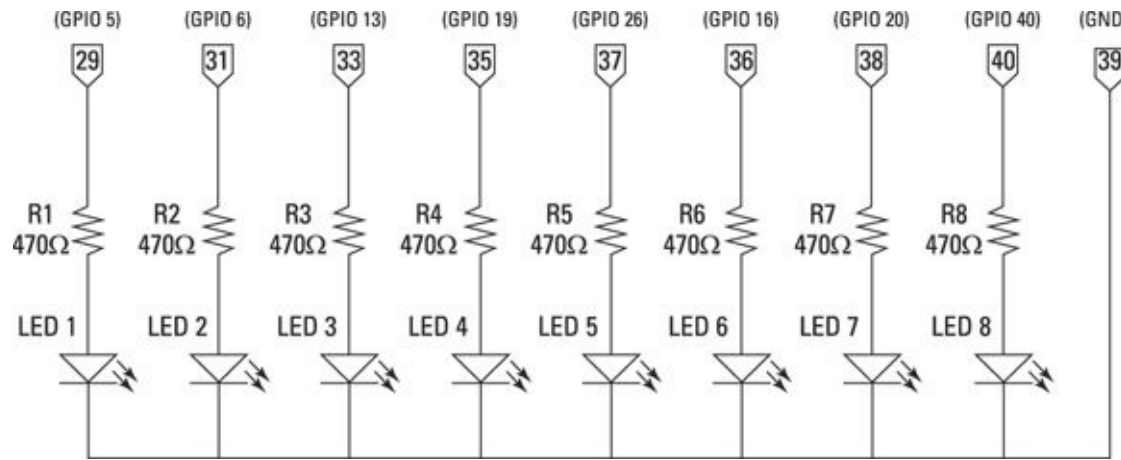 (GPIO 5) (GPIO 6) (GPIO 13) (GPIO 19) (GPIO 26) (GPIO 16) (GPIO 20) (GPIO 40) (GND
29 31 33 35 37 36 38 40 39
R1 R2 R3 R4 R5 R6 R7 R8
470Ω 470Ω 470Ω 470Ω 470Ω 470Ω 470Ω 470Ω
LED 1 LED 2 LED 3 LED 4 LED 5 LED 6 LED 7 LED 8